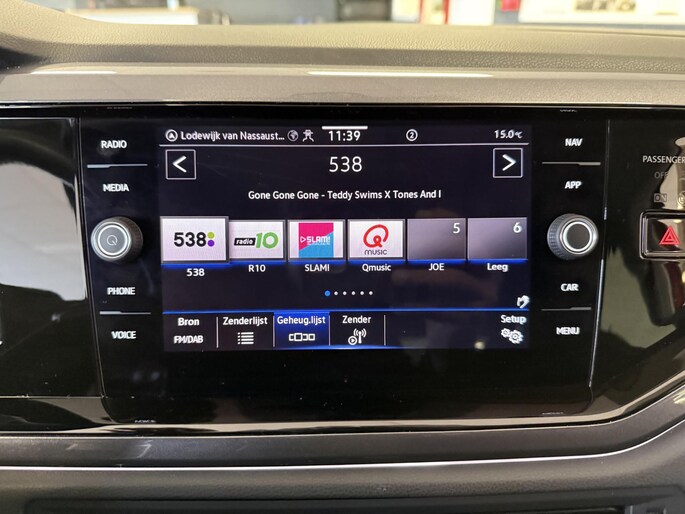 RADIO
MEDIA
PHONE
VOICE
Lodewijk van Nassaust...
11:39
2
15.0°C
538
Gone Gone Gone - Teddy Swims X Tones And I
538
radio 10
SLAM!
Q
MUSIC
5
6
538
R10
SLAM!
Qmusic
JOE
Leeg
Bron
FM/DAB
Zenderlijst
Geheug.lijst
Zender
Setup
NAV
APP
CAR
MENU
PASSENGER